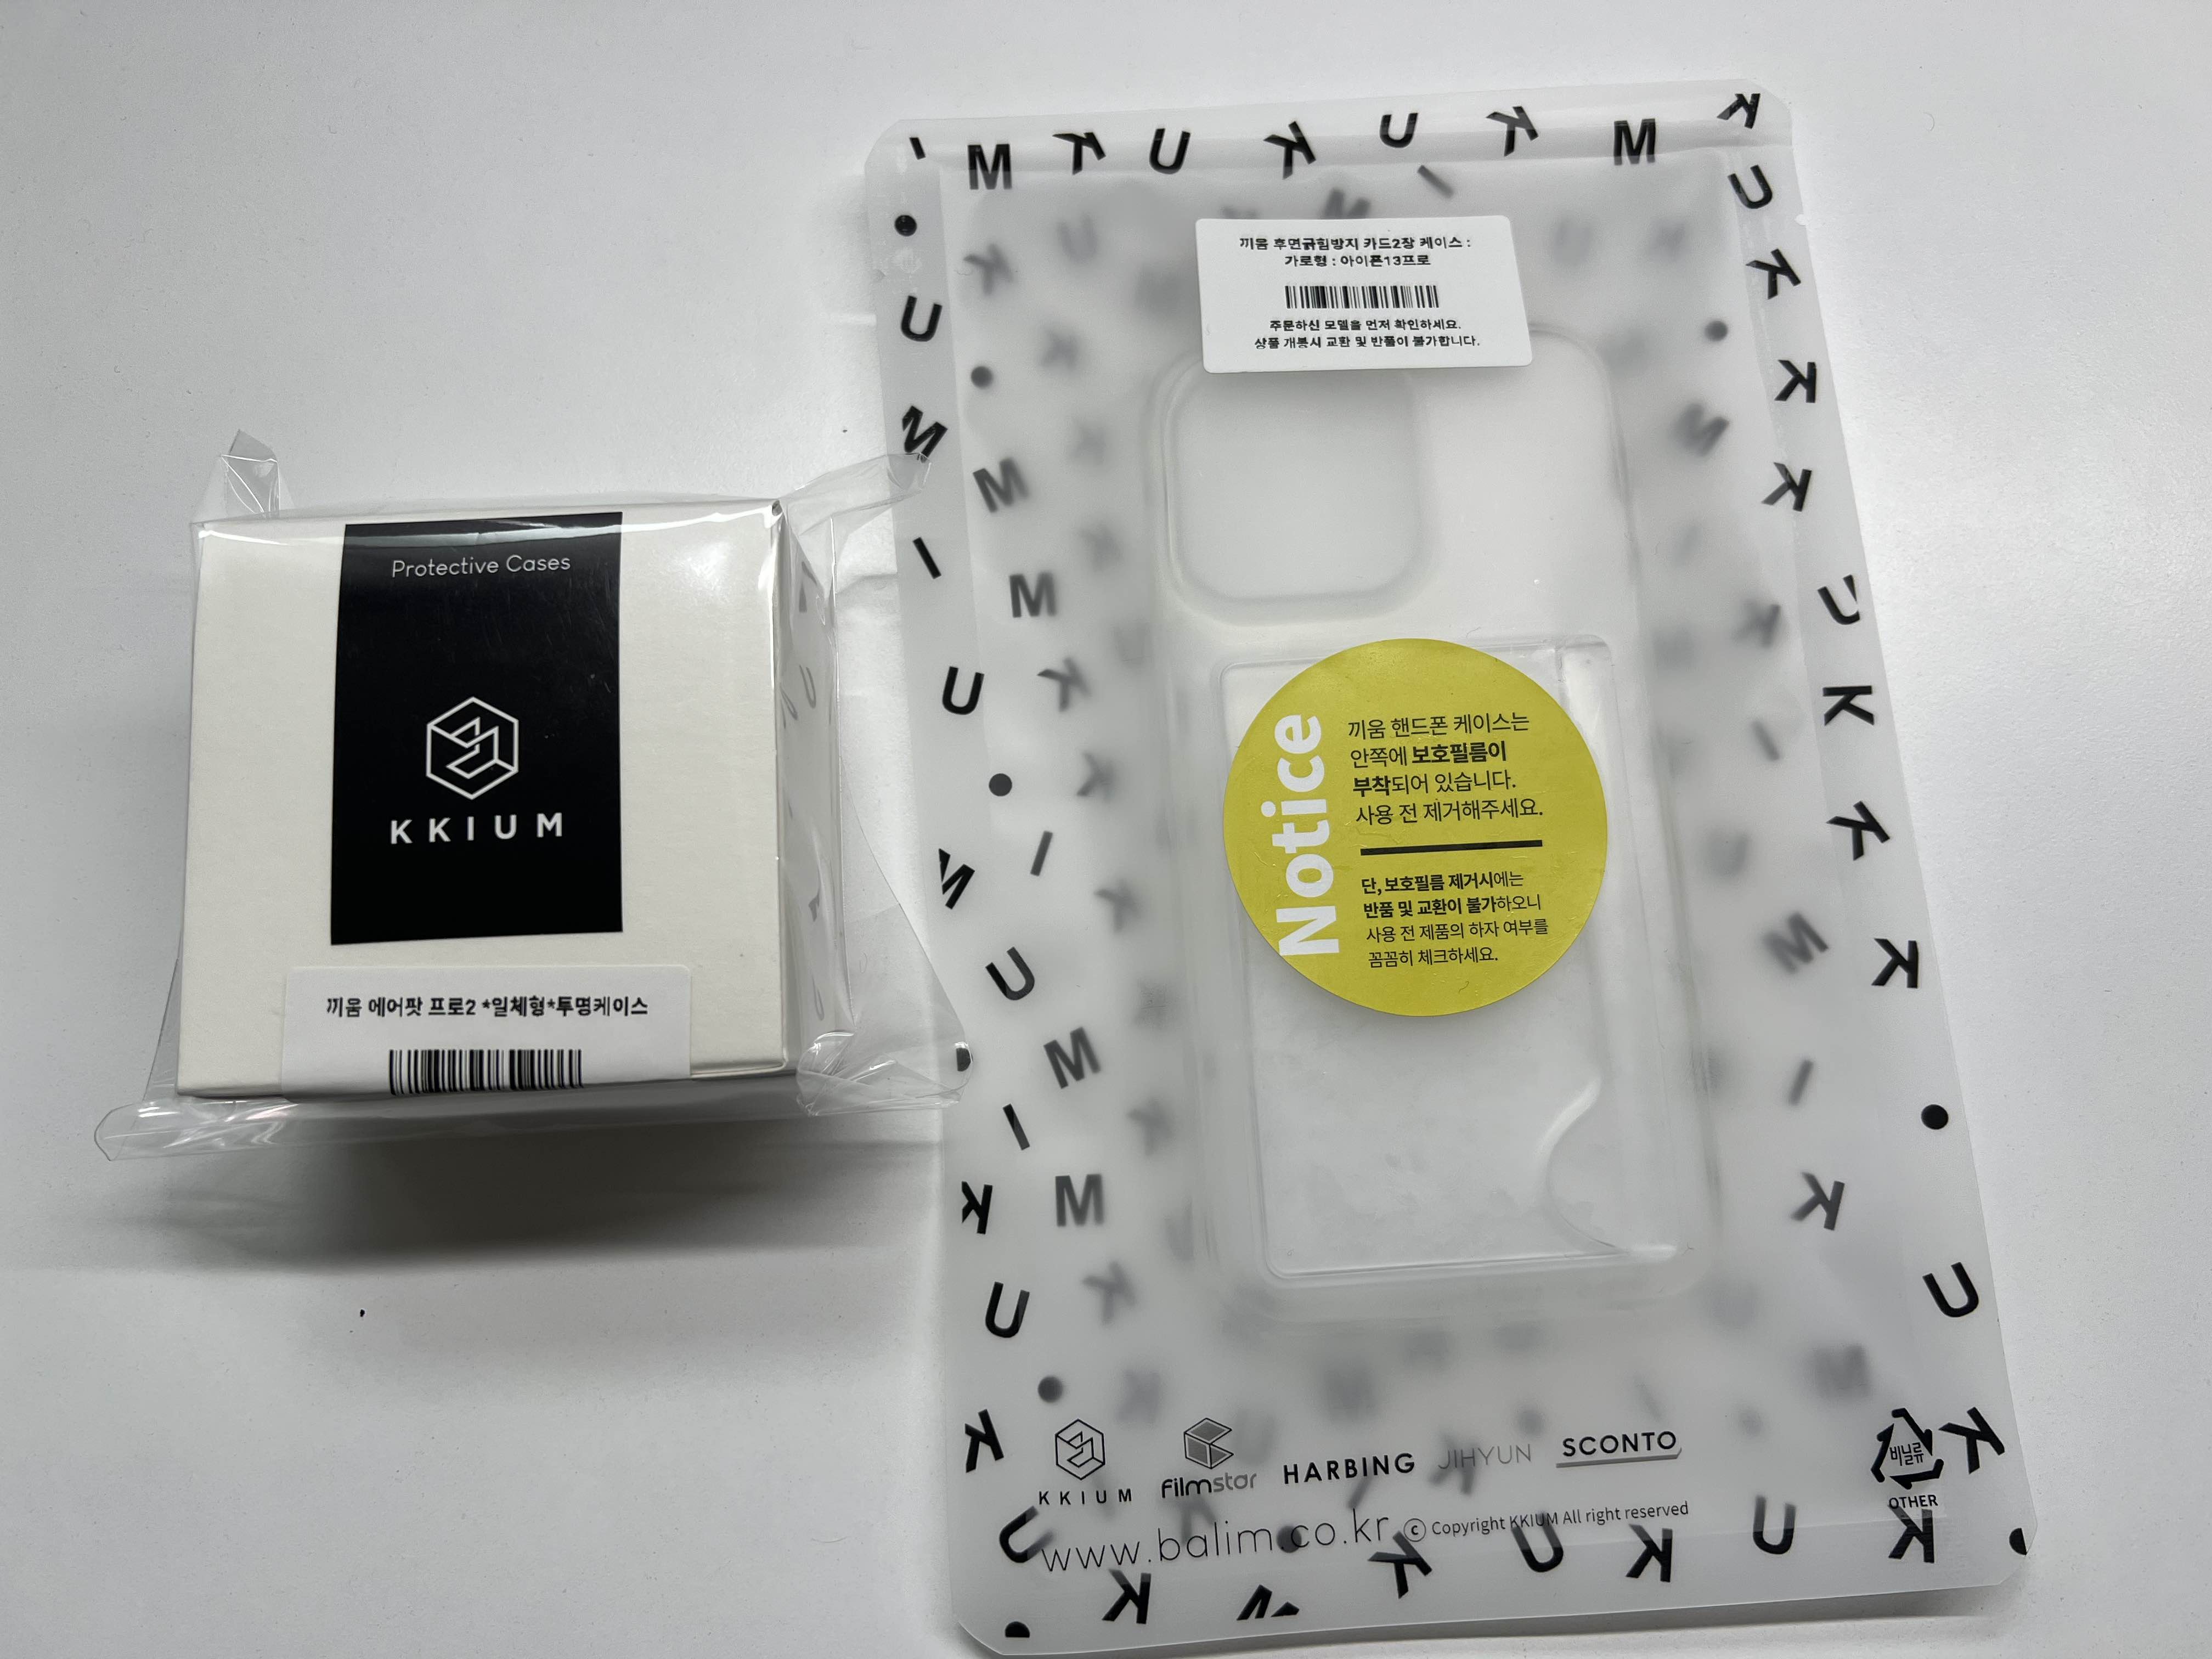 Protective Cases
KKIUM
끼움 에어팟 프로2 *일체형*투명케이스
끼움 후면긁힘방지 카드2장 케이스 :
가로형 : 아이폰13프로
주문하신 모델을 먼저 확인하세요.
상품 개봉시 교환 및 반품이 불가합니다.
Notice
끼움 핸드폰 케이스는
안쪽에 보호필름이
부착되어 있습니다.
사용 전 제거해주세요.
단, 보호필름 제거시에는
반품 및 교환이 불가하오니
사용 전 제품의 하자 여부를
꼼꼼히 체크하세요.
KKIUM
filmstar
HARBING
JIHYUN
SCONTO
비닐류
OTHER
www.balim.co.kr
© Copyright KKIUM All right reserved